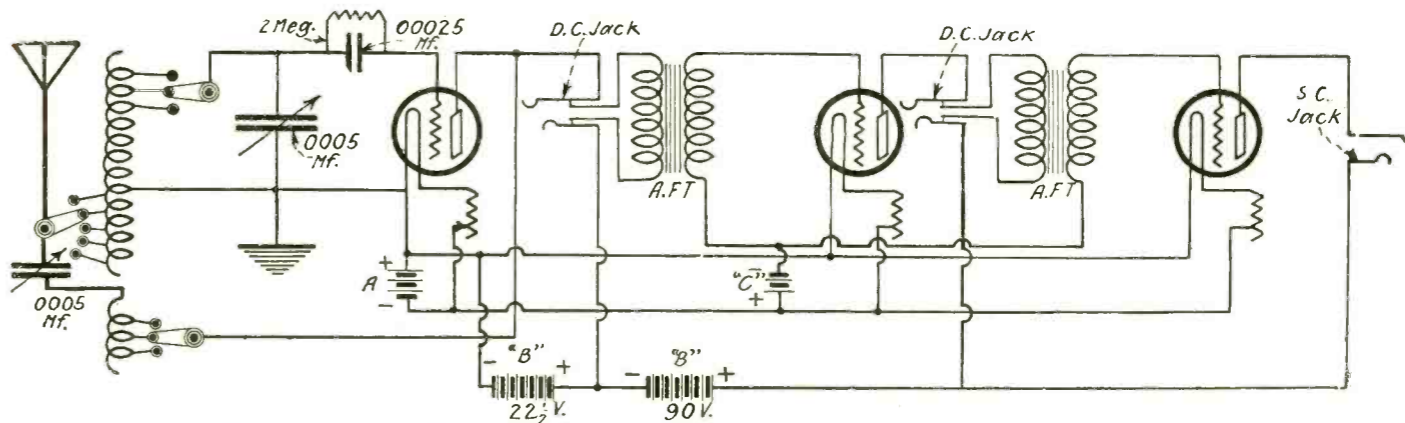 2 Meg.
00025
Mf.
D.C. Jack
D.C. Jack
S.C.
Jack
0005
Mf.
A.F.T
A.F.T
0005
Mf.
+
A
-
"C"
-
+
"B"
- +
22½ V.
"B"
- +
90 V.